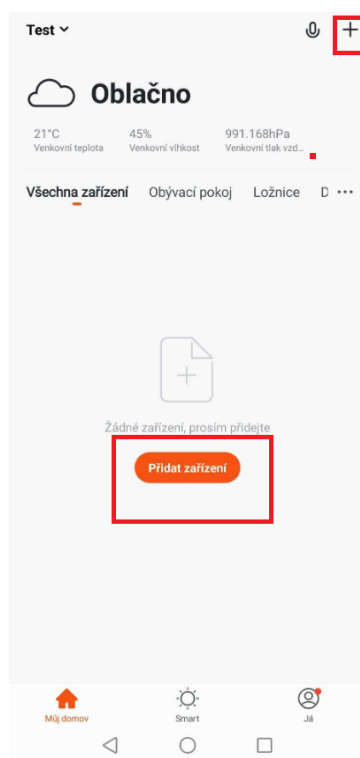 Test
Oblačno
21°C 45% 991.168hPa
Venkovní teplota Venkovní vlhkost Venkovní tlak vzd...
Všechna zařízení Obývací pokoj Ložnice D ...
Žádné zařízení, prosím přidejte
Přidat zařízení
Můj domov Smart Já